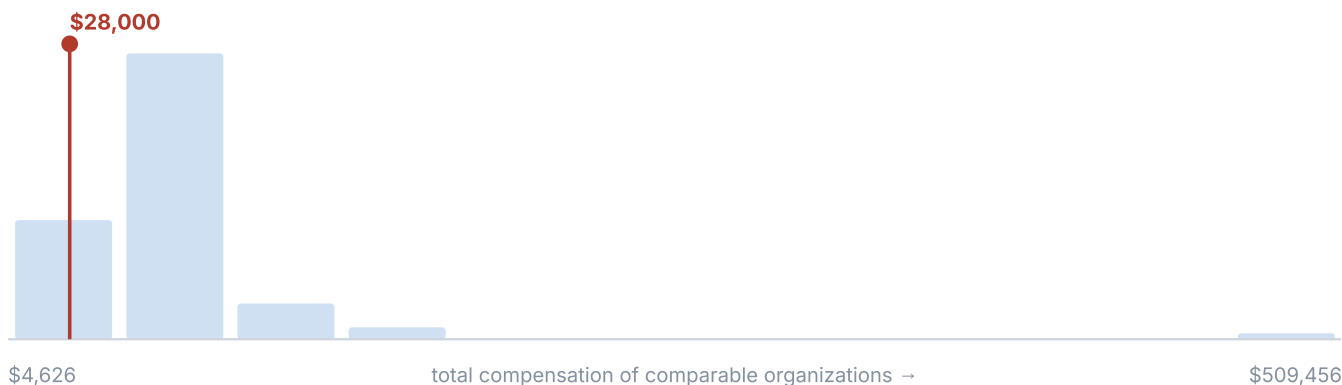 $28,000
$4,626
total compensation of comparable organizations →
$509,456